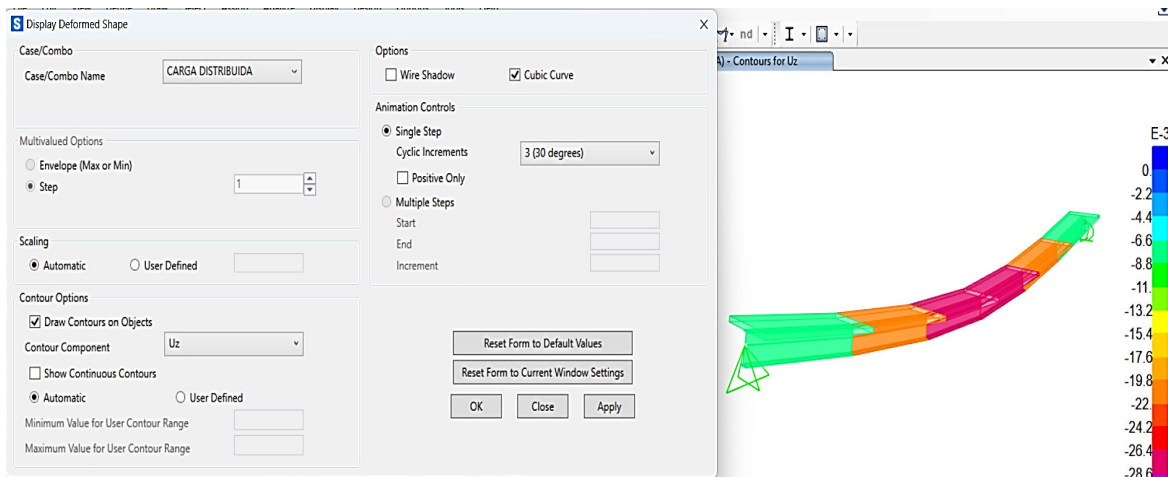 Display Deformed Shape
X
Case/Combo
Case/Combo Name
CARGA DISTRIBUIDA
Multivalued Options
Envelope (Max or Min)
Step
1
Scaling
Automatic
User Defined
Contour Options
Draw Contours on Objects
Contour Component
Uz
Show Continuous Contours
Automatic
User Defined
Minimum Value for User Contour Range
Maximum Value for User Contour Range
Options
Wire Shadow
Cubic Curve
Animation Controls
Single Step
Cyclic Increments
3 (30 degrees)
Positive Only
Multiple Steps
Start
End
Increment
Reset Form to Default Values
Reset Form to Current Window Settings
OK
Close
Apply
nd
A) - Contours for Uz
X
E-3
0.
-2.2
-4.4
-6.6
-8.8
-11.
-13.2
-15.4
-17.6
-19.8
-22.
-24.2
-26.4
-28.6